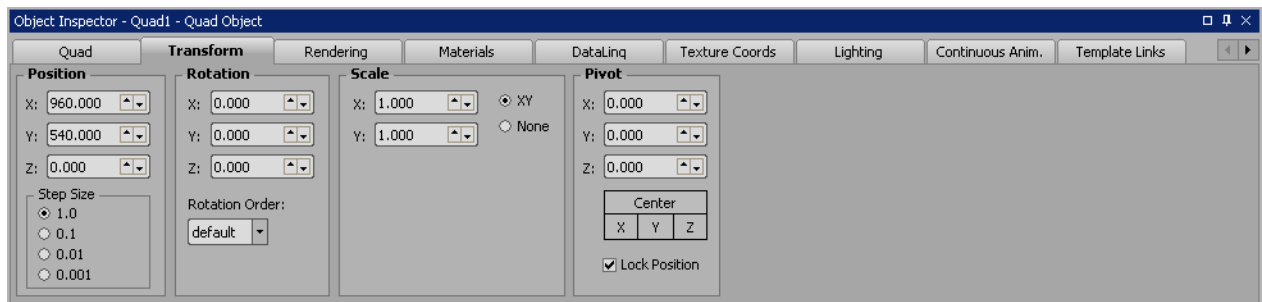 Object Inspector - Quad1 - Quad Object
Quad Transform Rendering Materials DataLinq Texture Coords Lighting Continuous Anim. Template Links
Position Rotation Scale Pivot
X: 960.000 X: 0.000 X: 1.000 XY X: 0.000
Y: 540.000 Y: 0.000 Y: 1.000 None Y: 0.000
Z: 0.000 Z: 0.000 Z: 0.000
Step Size
1.0 Rotation Order: Center
0.1 default X Y Z
0.01 Lock Position
0.001